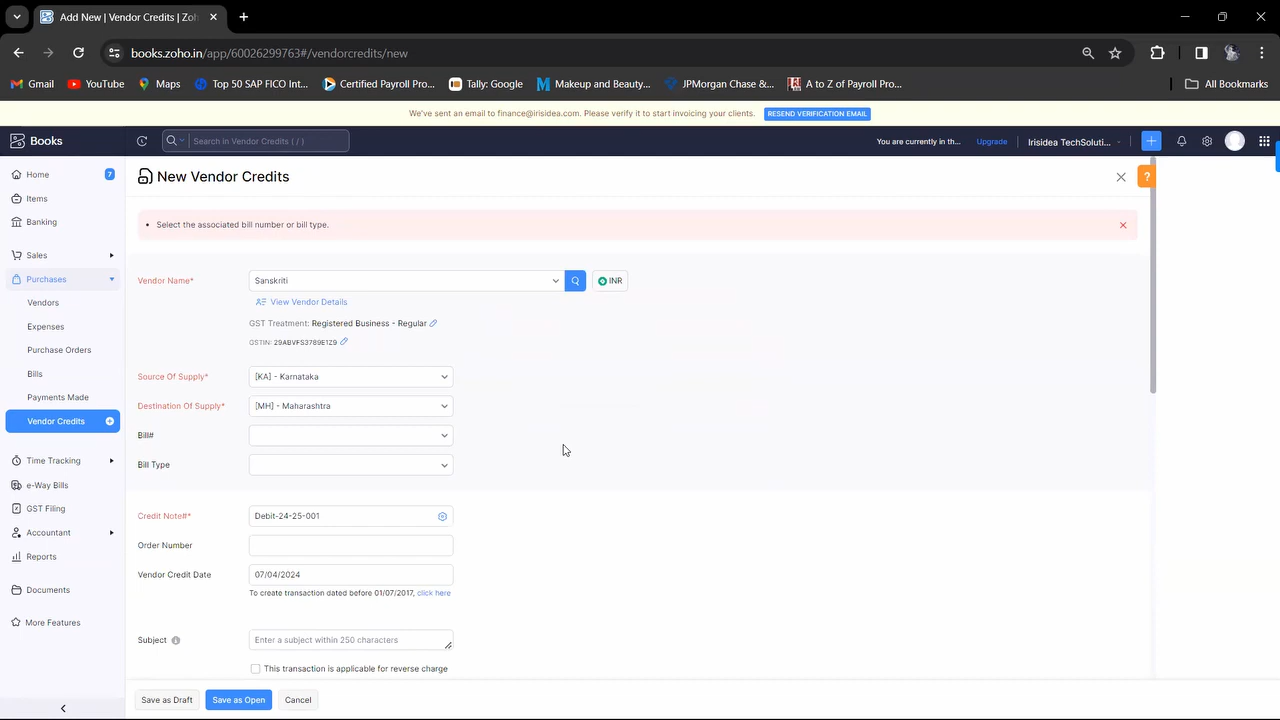 Add New | Vendor Credits | Zoh
books.zoho.in/app/60026299763#/vendorcredits/new
Gmail YouTube Maps Top 50 SAP FICO Int... Certified Payroll Pro... Tally: Google Makeup and Beauty... JPMorgan Chase &... A to Z of Payroll Pro... All Bookmarks
We've sent an email to finance@irisidea.com. Please verify it to start invoicing your clients. RESEND VERIFICATION EMAIL
Books Search in Vendor Credits ( / ) You are currently in th... Upgrade Irisidea TechSoluti...
Home 7
Items
Banking
Sales
Purchases
Vendors
Expenses
Purchase Orders
Bills
Payments Made
Vendor Credits
Time Tracking
e-Way Bills
GST Filing
Accountant
Reports
Documents
More Features
New Vendor Credits
?
Select the associated bill number or bill type.
Vendor Name* Sanskriti INR
View Vendor Details
GST Treatment: Registered Business - Regular
GSTIN: 29ABVFS3789E1Z9
Source Of Supply* [KA] - Karnataka
Destination Of Supply* [MH] - Maharashtra
Bill#
Bill Type
Credit Note#* Debit-24-25-001
Order Number
Vendor Credit Date 07/04/2024
To create transaction dated before 01/07/2017, click here
Subject Enter a subject within 250 characters
This transaction is applicable for reverse charge
Save as Draft Save as Open Cancel